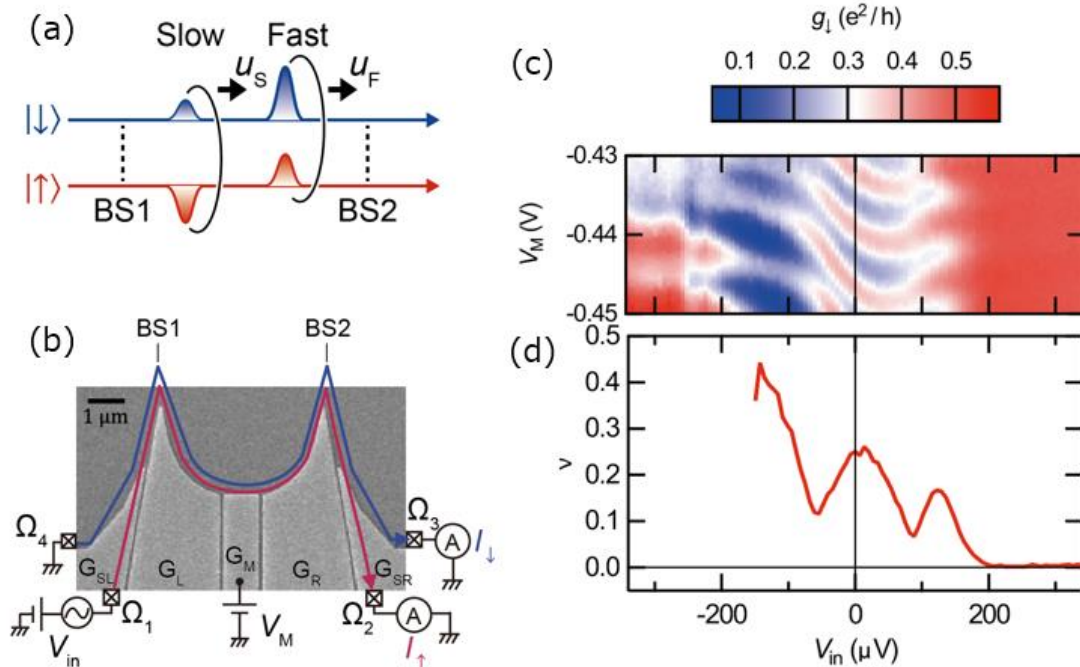 (a)
Slow Fast
u_S u_F
|↓⟩
|↑⟩
BS1 BS2
(b)
BS1 BS2
1 μm
Ω₄ Ω₃
A I↓
G_SL G_L G_M G_R G_SR
Ω₁ Ω₂
V_in V_M A I↑
(c)
g↓ (e²/h)
0.1 0.2 0.3 0.4 0.5
-0.43
-0.44
-0.45
V_M (V)
(d)
0.5
0.4
0.3
0.2
0.1
0.0
ν
-200 0 200
V_in (μV)